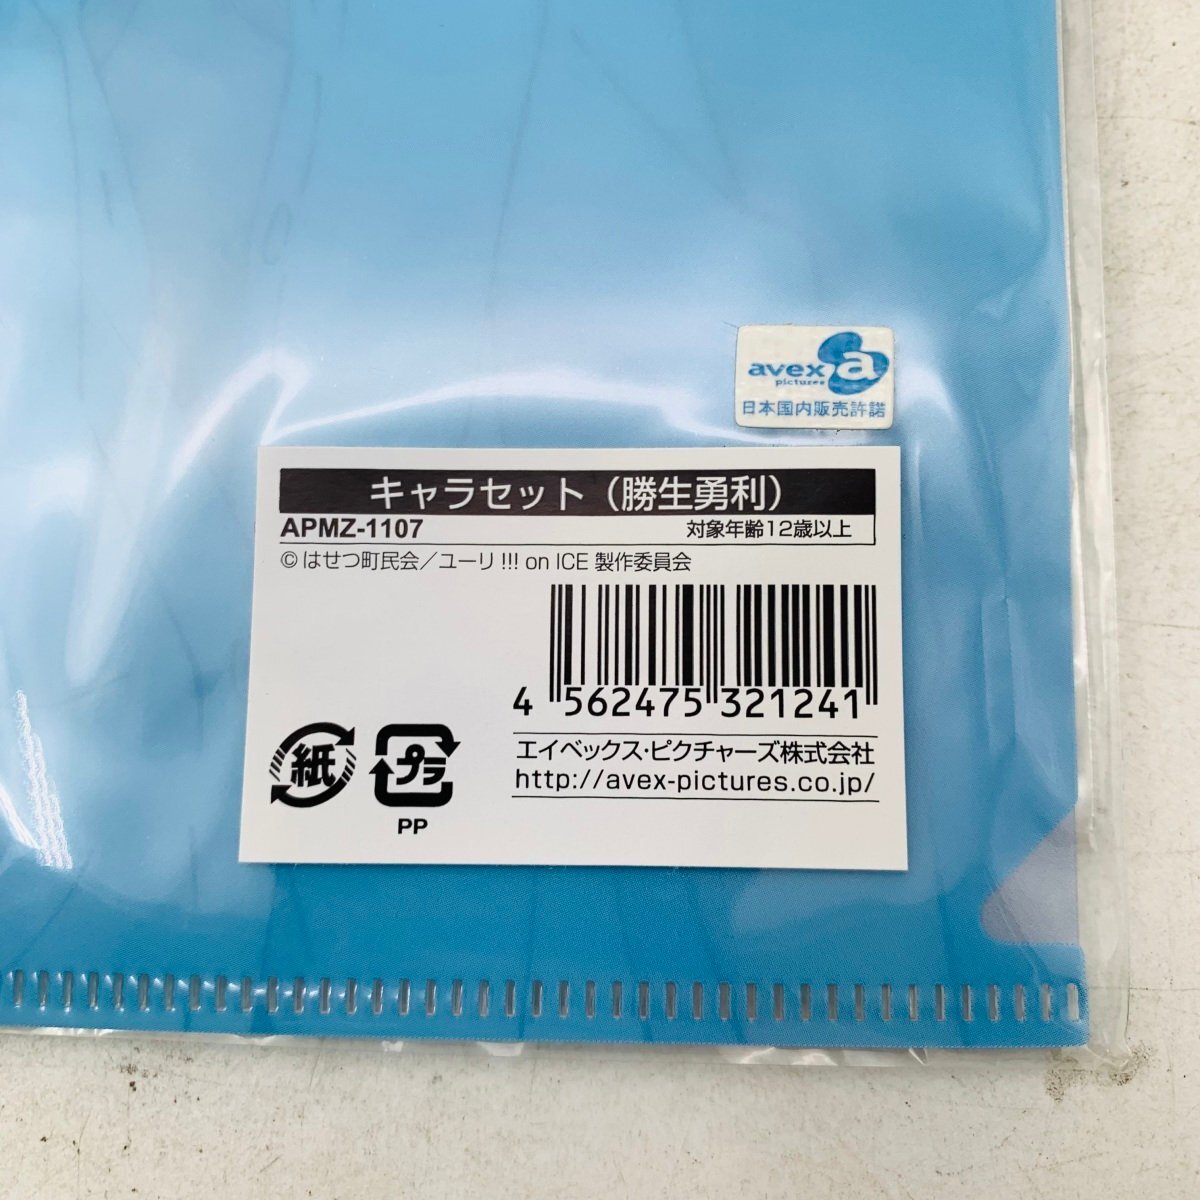 avex a
pictures
日本国内販売許諾
キャラセット（勝生勇利）
APMZ-1107 対象年齢12歳以上
© はせつ町民会／ユーリ!!! on ICE 製作委員会
4 562475 321241
エイベックス・ピクチャーズ株式会社
http://avex-pictures.co.jp/
紙 プラ
PP